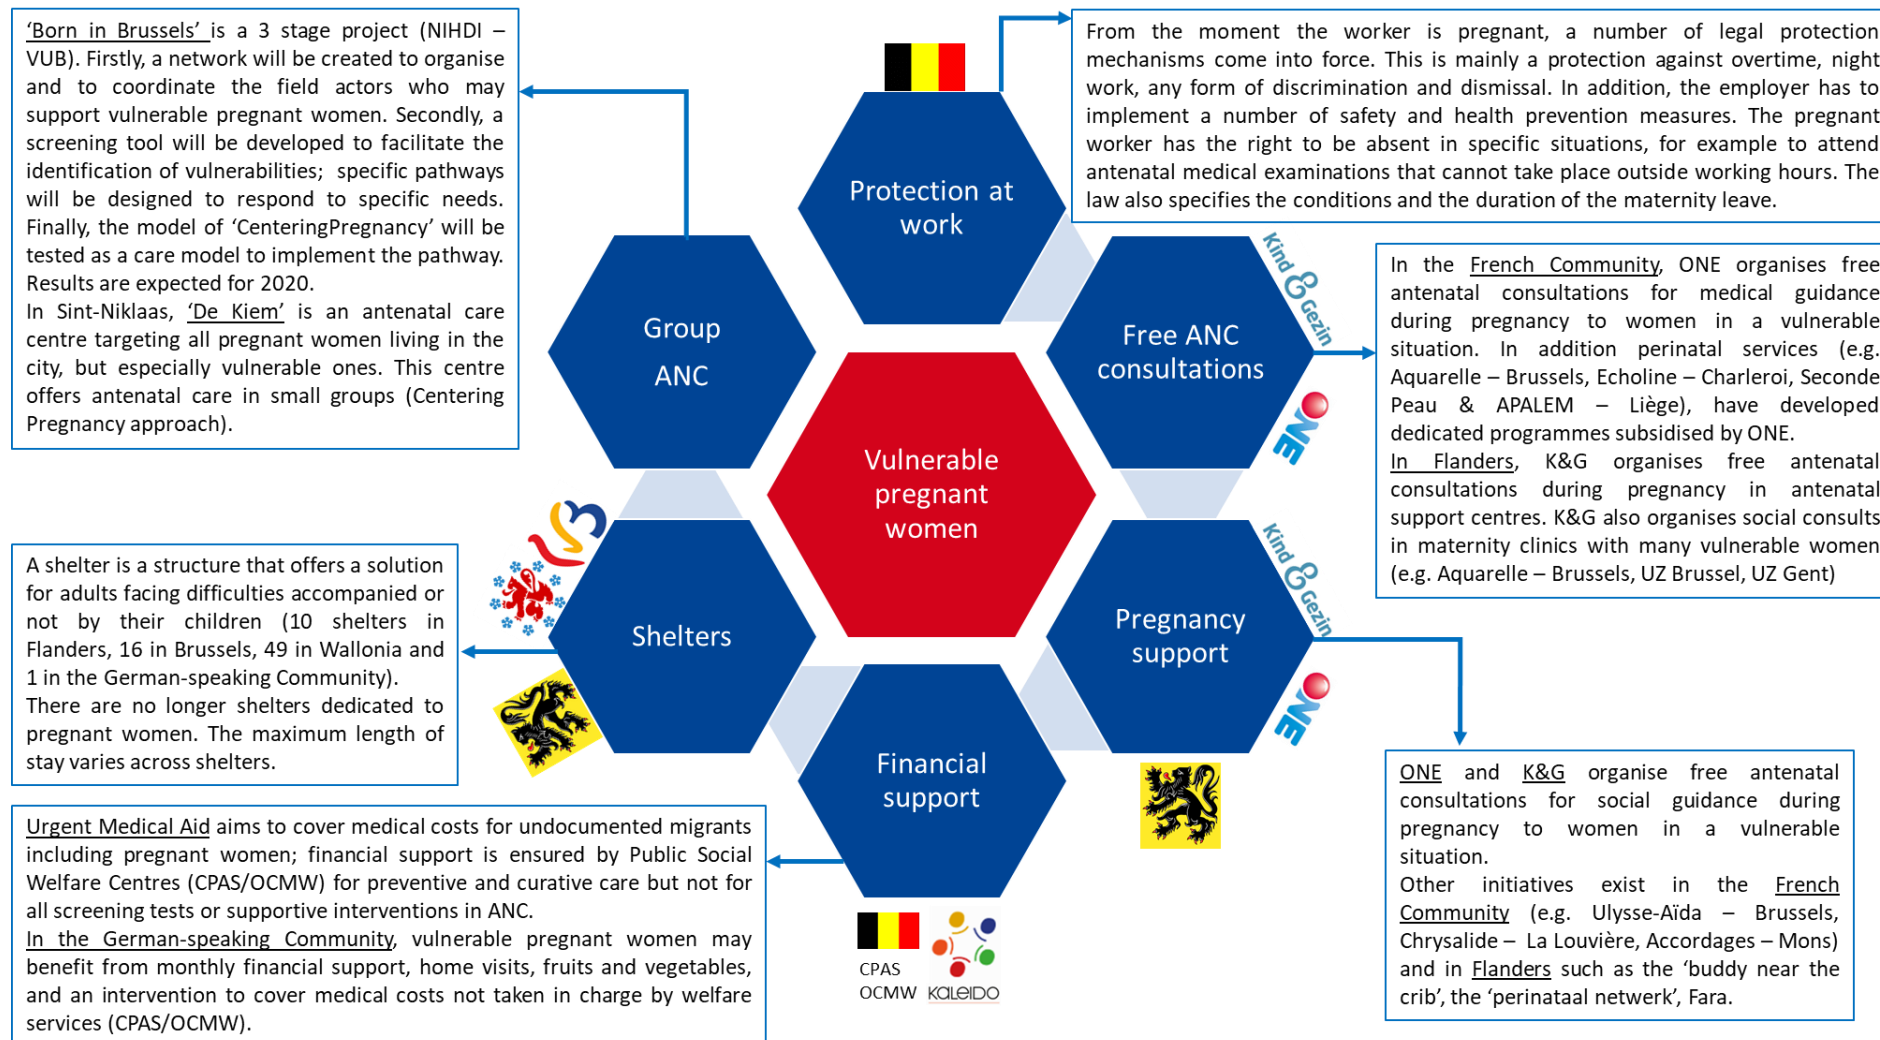 ‘Born in Brussels’ is a 3 stage project (NIHDI –
VUB). Firstly, a network will be created to organise
and to coordinate the field actors who may
support vulnerable pregnant women. Secondly, a
screening tool will be developed to facilitate the
identification of vulnerabilities; specific pathways
will be designed to respond to specific needs.
Finally, the model of ‘CenteringPregnancy’ will be
tested as a care model to implement the pathway.
Results are expected for 2020.
In Sint-Niklaas, ‘De Kiem’ is an antenatal care
centre targeting all pregnant women living in the
city, but especially vulnerable ones. This centre
offers antenatal care in small groups (Centering
Pregnancy approach).
From the moment the worker is pregnant, a number of legal protection
mechanisms come into force. This is mainly a protection against overtime, night
work, any form of discrimination and dismissal. In addition, the employer has to
implement a number of safety and health prevention measures. The pregnant
worker has the right to be absent in specific situations, for example to attend
antenatal medical examinations that cannot take place outside working hours. The
law also specifies the conditions and the duration of the maternity leave.
Protection at
work
Group
ANC
Free ANC
consultations
Kind & Gezin
ONE
In the French Community, ONE organises free
antenatal consultations for medical guidance
during pregnancy to women in a vulnerable
situation. In addition perinatal services (e.g.
Aquarelle – Brussels, Echoline – Charleroi, Seconde
Peau & APALEM – Liège), have developed
dedicated programmes subsidised by ONE.
In Flanders, K&G organises free antenatal
consultations during pregnancy in antenatal
support centres. K&G also organises social consults
in maternity clinics with many vulnerable women
(e.g. Aquarelle – Brussels, UZ Brussel, UZ Gent)
Vulnerable
pregnant
women
A shelter is a structure that offers a solution
for adults facing difficulties accompanied or
not by their children (10 shelters in
Flanders, 16 in Brussels, 49 in Wallonia and
1 in the German-speaking Community).
There are no longer shelters dedicated to
pregnant women. The maximum length of
stay varies across shelters.
Shelters
Pregnancy
support
Kind & Gezin
ONE
Financial
support
ONE and K&G organise free antenatal
consultations for social guidance during
pregnancy to women in a vulnerable
situation.
Other initiatives exist in the French
Community (e.g. Ulysse-Aïda – Brussels,
Chrysalide – La Louvière, Accordages – Mons)
and in Flanders such as the ‘buddy near the
crib’, the ‘perinataal netwerk’, Fara.
Urgent Medical Aid aims to cover medical costs for undocumented migrants
including pregnant women; financial support is ensured by Public Social
Welfare Centres (CPAS/OCMW) for preventive and curative care but not for
all screening tests or supportive interventions in ANC.
In the German-speaking Community, vulnerable pregnant women may
benefit from monthly financial support, home visits, fruits and vegetables,
and an intervention to cover medical costs not taken in charge by welfare
services (CPAS/OCMW).
CPAS
OCMW
KALEIDO